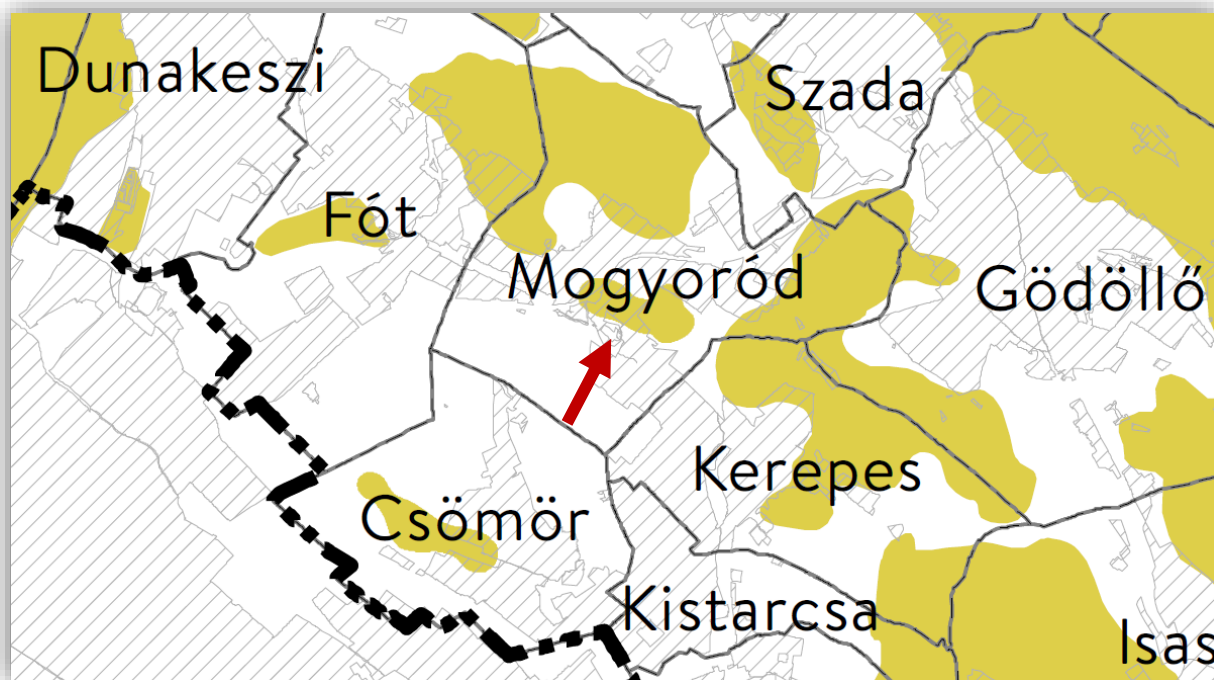 Dunakeszi
Szada
Fót
Mogyoród
Gödöllő
Kerepes
Csömör
Kistarcsa
Isas